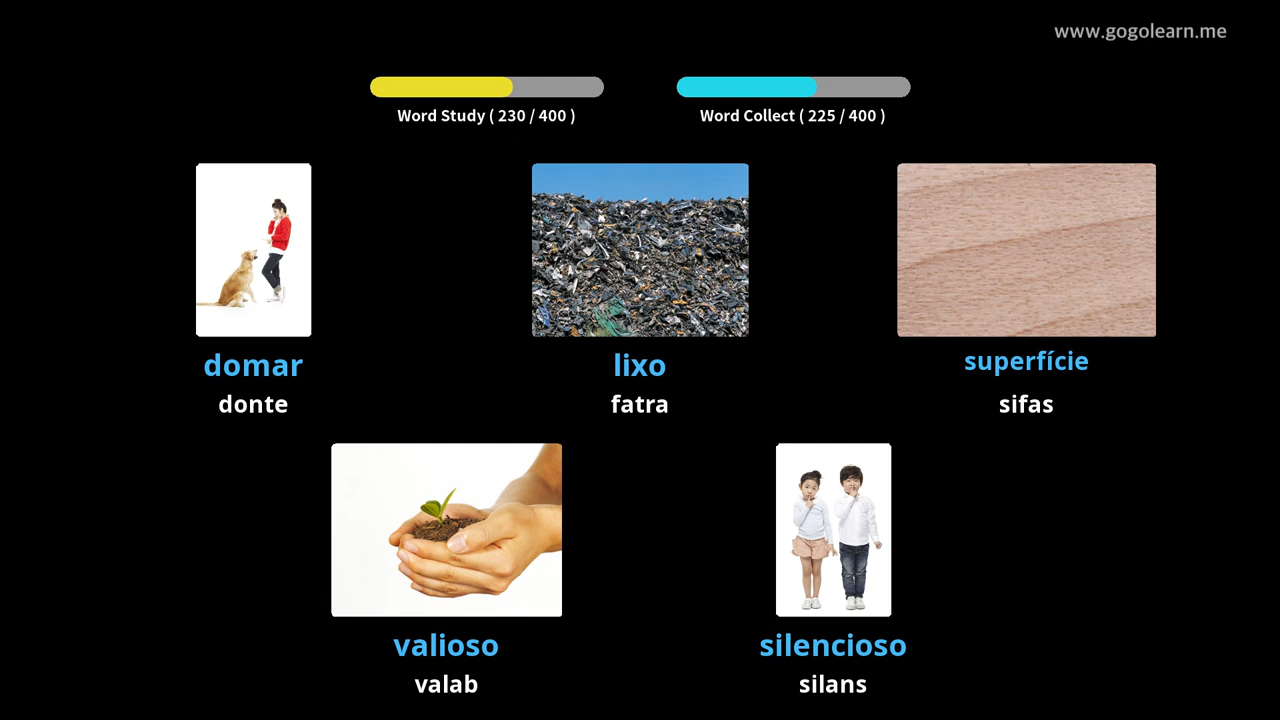 www.gogolearn.me
Word Study ( 230 / 400 )
Word Collect ( 225 / 400 )
domar
donte
lixo
fatra
superfície
sifas
valioso
valab
silencioso
silans